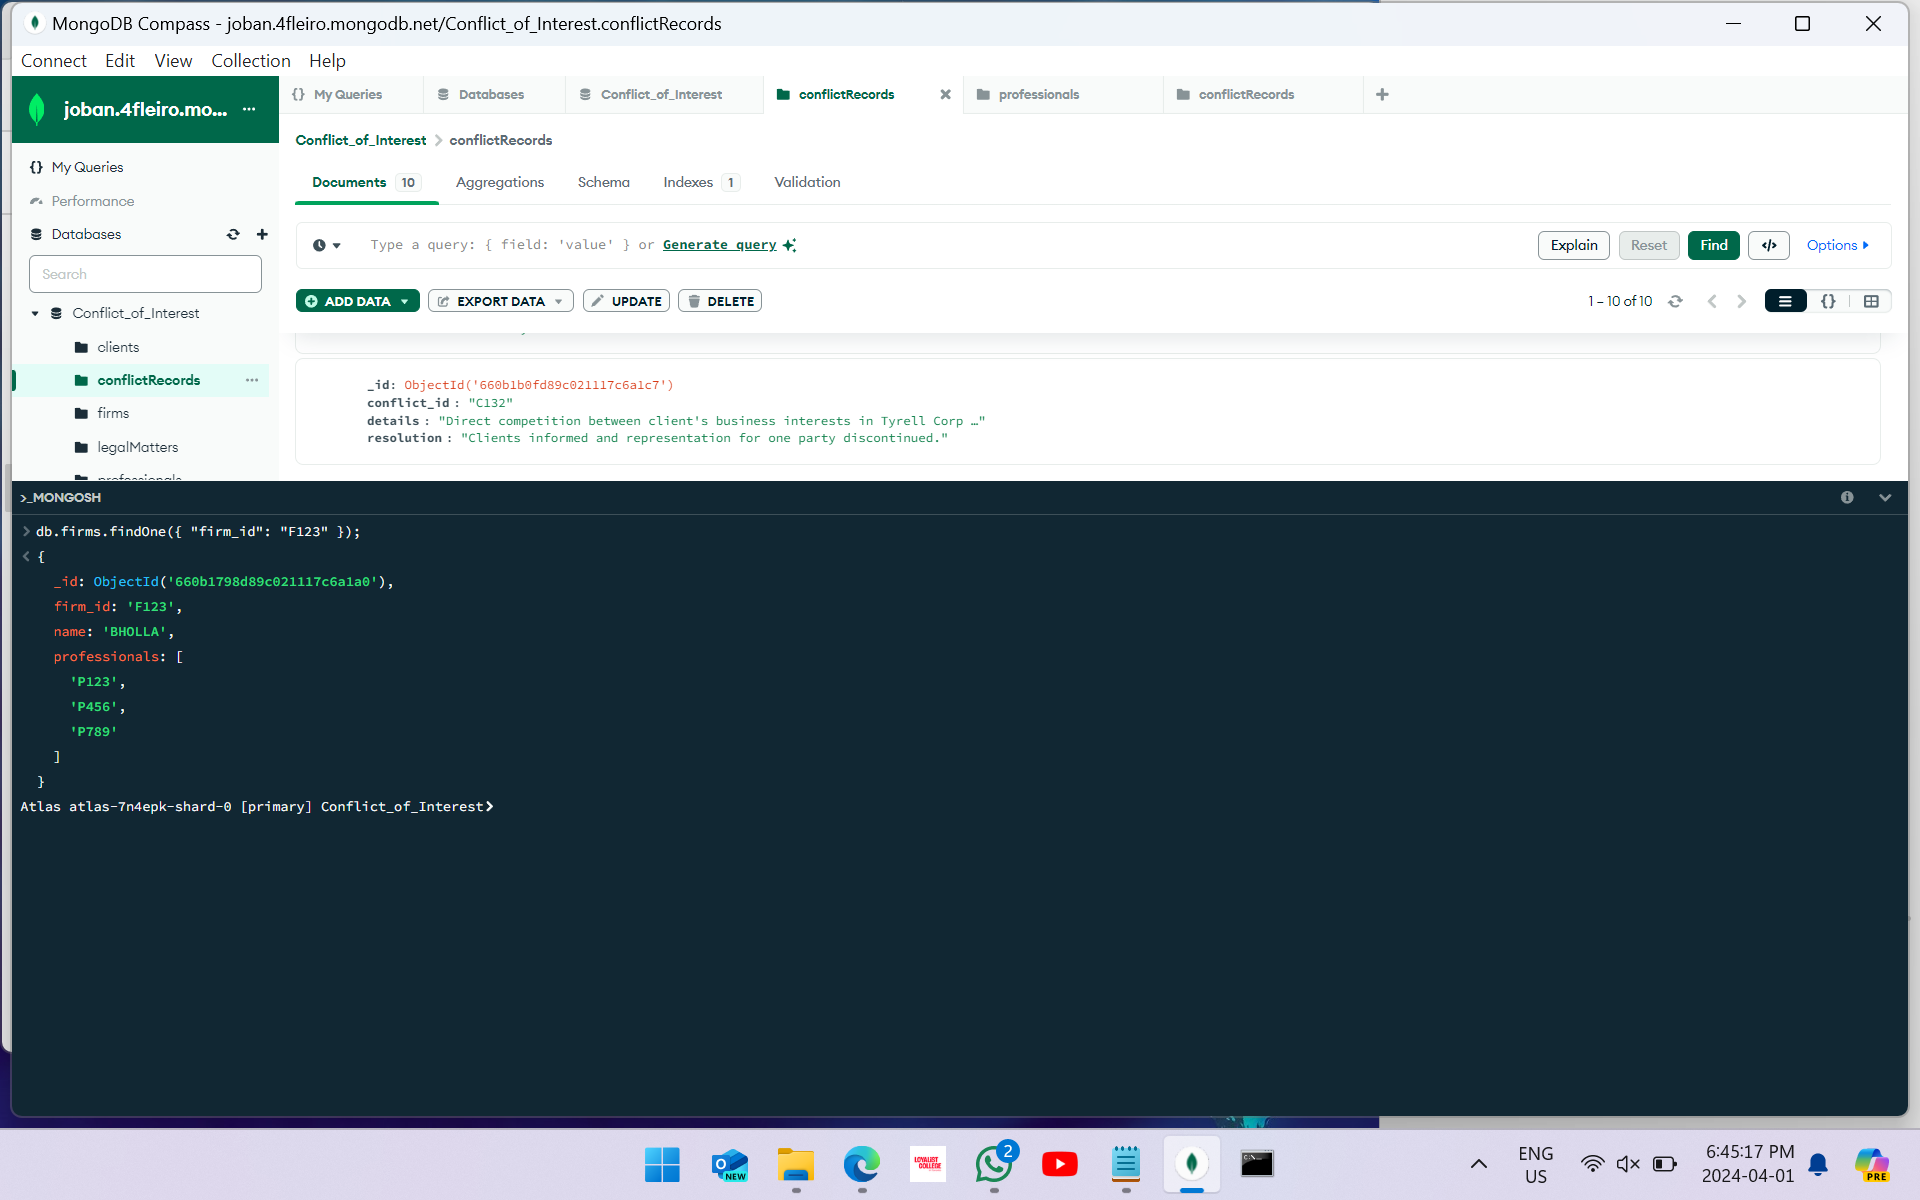 MongoDB Compass - joban.4fleiro.mongodb.net/Conflict_of_Interest.conflictRecords
Connect Edit View Collection Help
joban.4fleiro.mo... ...
{} My Queries Databases Conflict_of_Interest conflictRecords professionals conflictRecords
Conflict_of_Interest > conflictRecords
{} My Queries
Performance
Databases
Search
Conflict_of_Interest
clients
conflictRecords ...
firms
legalMatters
professionals
Documents 10 Aggregations Schema Indexes 1 Validation
Type a query: { field: 'value' } or Generate query
Explain Reset Find </> Options
ADD DATA EXPORT DATA UPDATE DELETE
1 – 10 of 10 {}
_id: ObjectId('660b1b0fd89c021117c6a1c7')
conflict_id : "C132"
details : "Direct competition between client's business interests in Tyrell Corp …"
resolution : "Clients informed and representation for one party discontinued."
>_MONGOSH
> db.firms.findOne({ "firm_id": "F123" });
< {
_id: ObjectId('660b1798d89c021117c6a1a0'),
firm_id: 'F123',
name: 'BHOLLA',
professionals: [
'P123',
'P456',
'P789'
]
}
Atlas atlas-7n4epk-shard-0 [primary] Conflict_of_Interest>
NEW
LOYALIST
COLLEGE
2
ENG
US
6:45:17 PM
2024-04-01
PRE